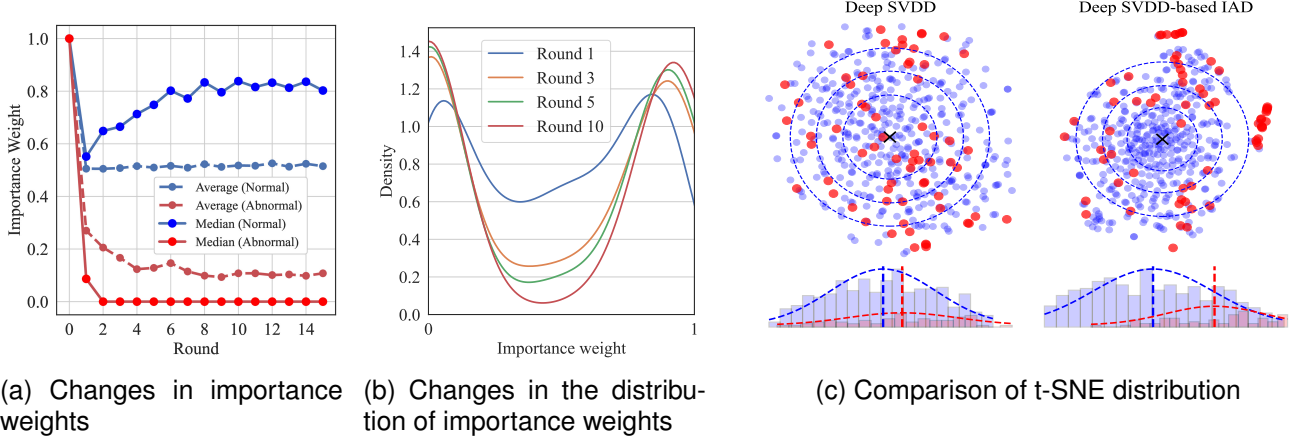 Importance Weight
1.0
0.8
0.6
0.4
0.2
0.0
Average (Normal)
Average (Abnormal)
Median (Normal)
Median (Abnormal)
0 2 4 6 8 10 12 14
Round
(a) Changes in importance
weights
Density
1.4
1.2
1.0
0.8
0.6
0.4
0.2
0.0
Round 1
Round 3
Round 5
Round 10
0 1
Importance weight
(b) Changes in the distribu-
tion of importance weights
Deep SVDD
Deep SVDD-based IAD
(c) Comparison of t-SNE distribution